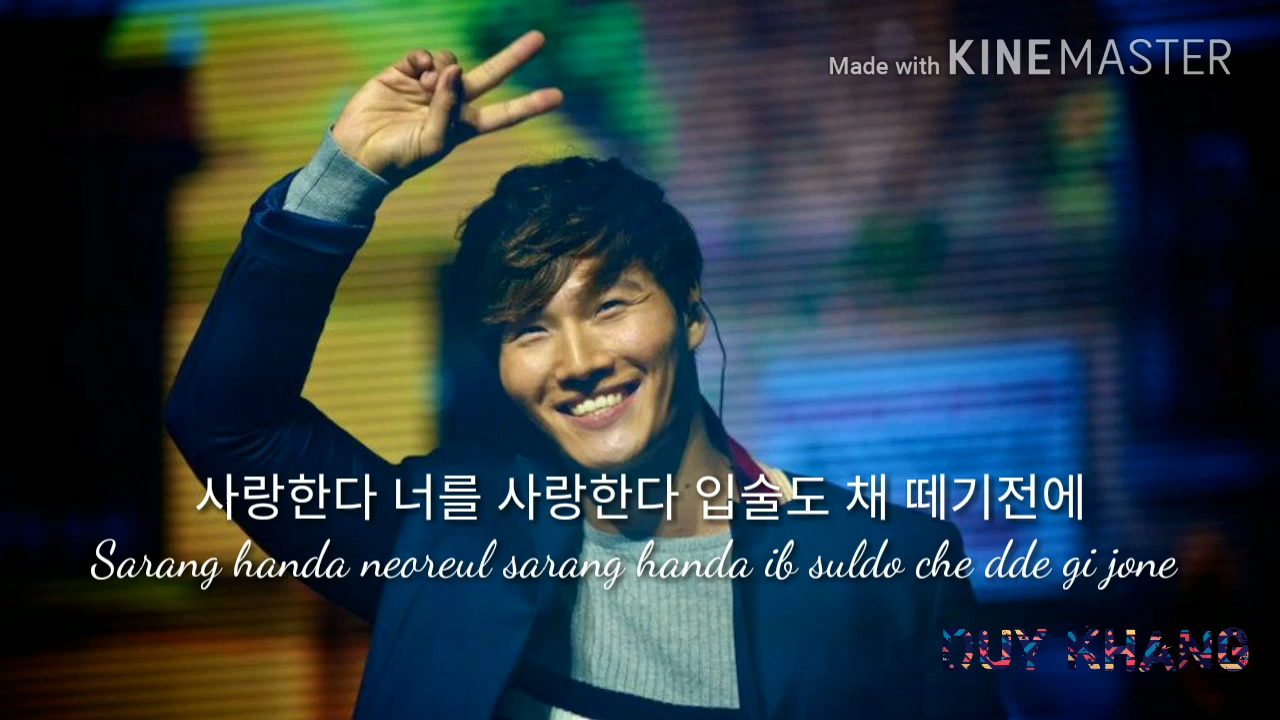 Made with KINEMASTER
사랑한다 너를 사랑한다 입술도 채 떼기전에
Sarang handa neoreul sarang handa ib suldo che dde gi jone
DUY KHANG